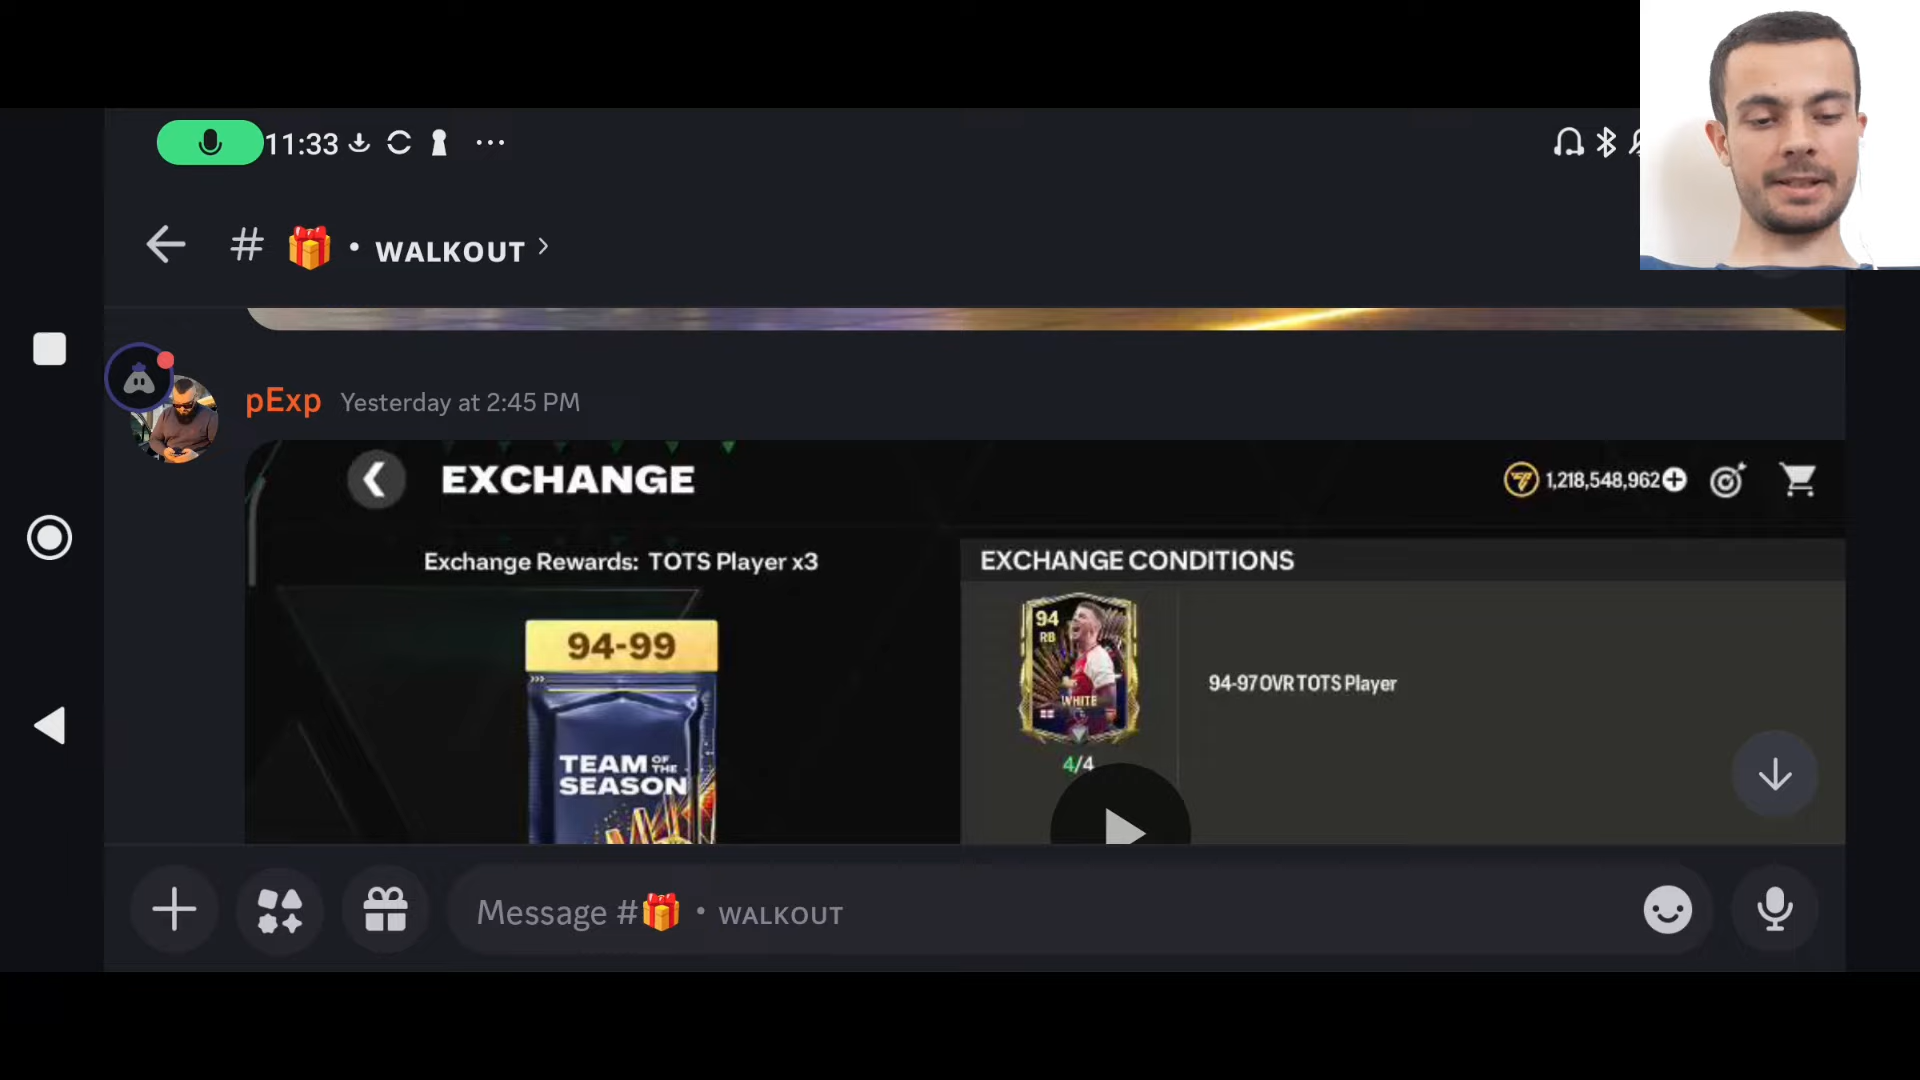 11:33
# 🎁 • WALKOUT
pExp Yesterday at 2:45 PM
EXCHANGE
1,218,548,962
Exchange Rewards: TOTS Player x3
EXCHANGE CONDITIONS
94-99
TEAM OF THE
SEASON
94
RB
WHITE
94-97 OVR TOTS Player
4/4
Message #🎁 • WALKOUT